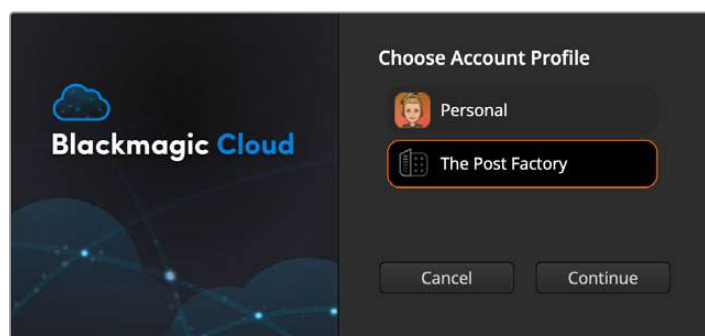 Blackmagic Cloud
Choose Account Profile
Personal
The Post Factory
Cancel
Continue